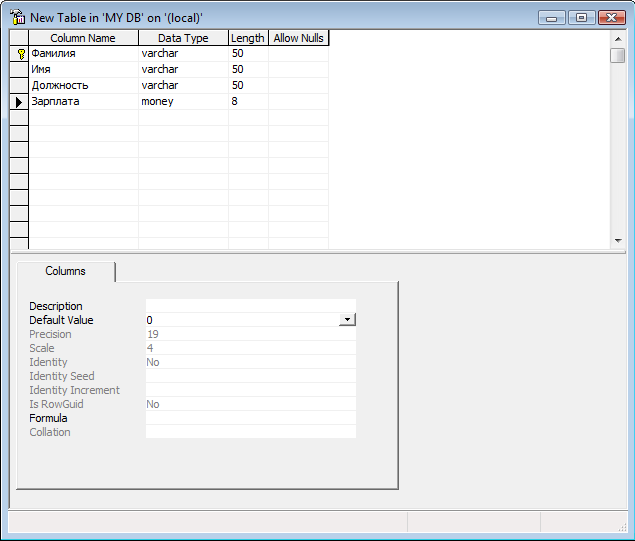 New Table in 'MY DB' on '(local)'
Column Name Data Type Length Allow Nulls
Фамилия varchar 50
Имя varchar 50
Должность varchar 50
Зарплата money 8
Columns
Description
Default Value 0
Precision 19
Scale 4
Identity No
Identity Seed
Identity Increment
Is RowGuid No
Formula
Collation